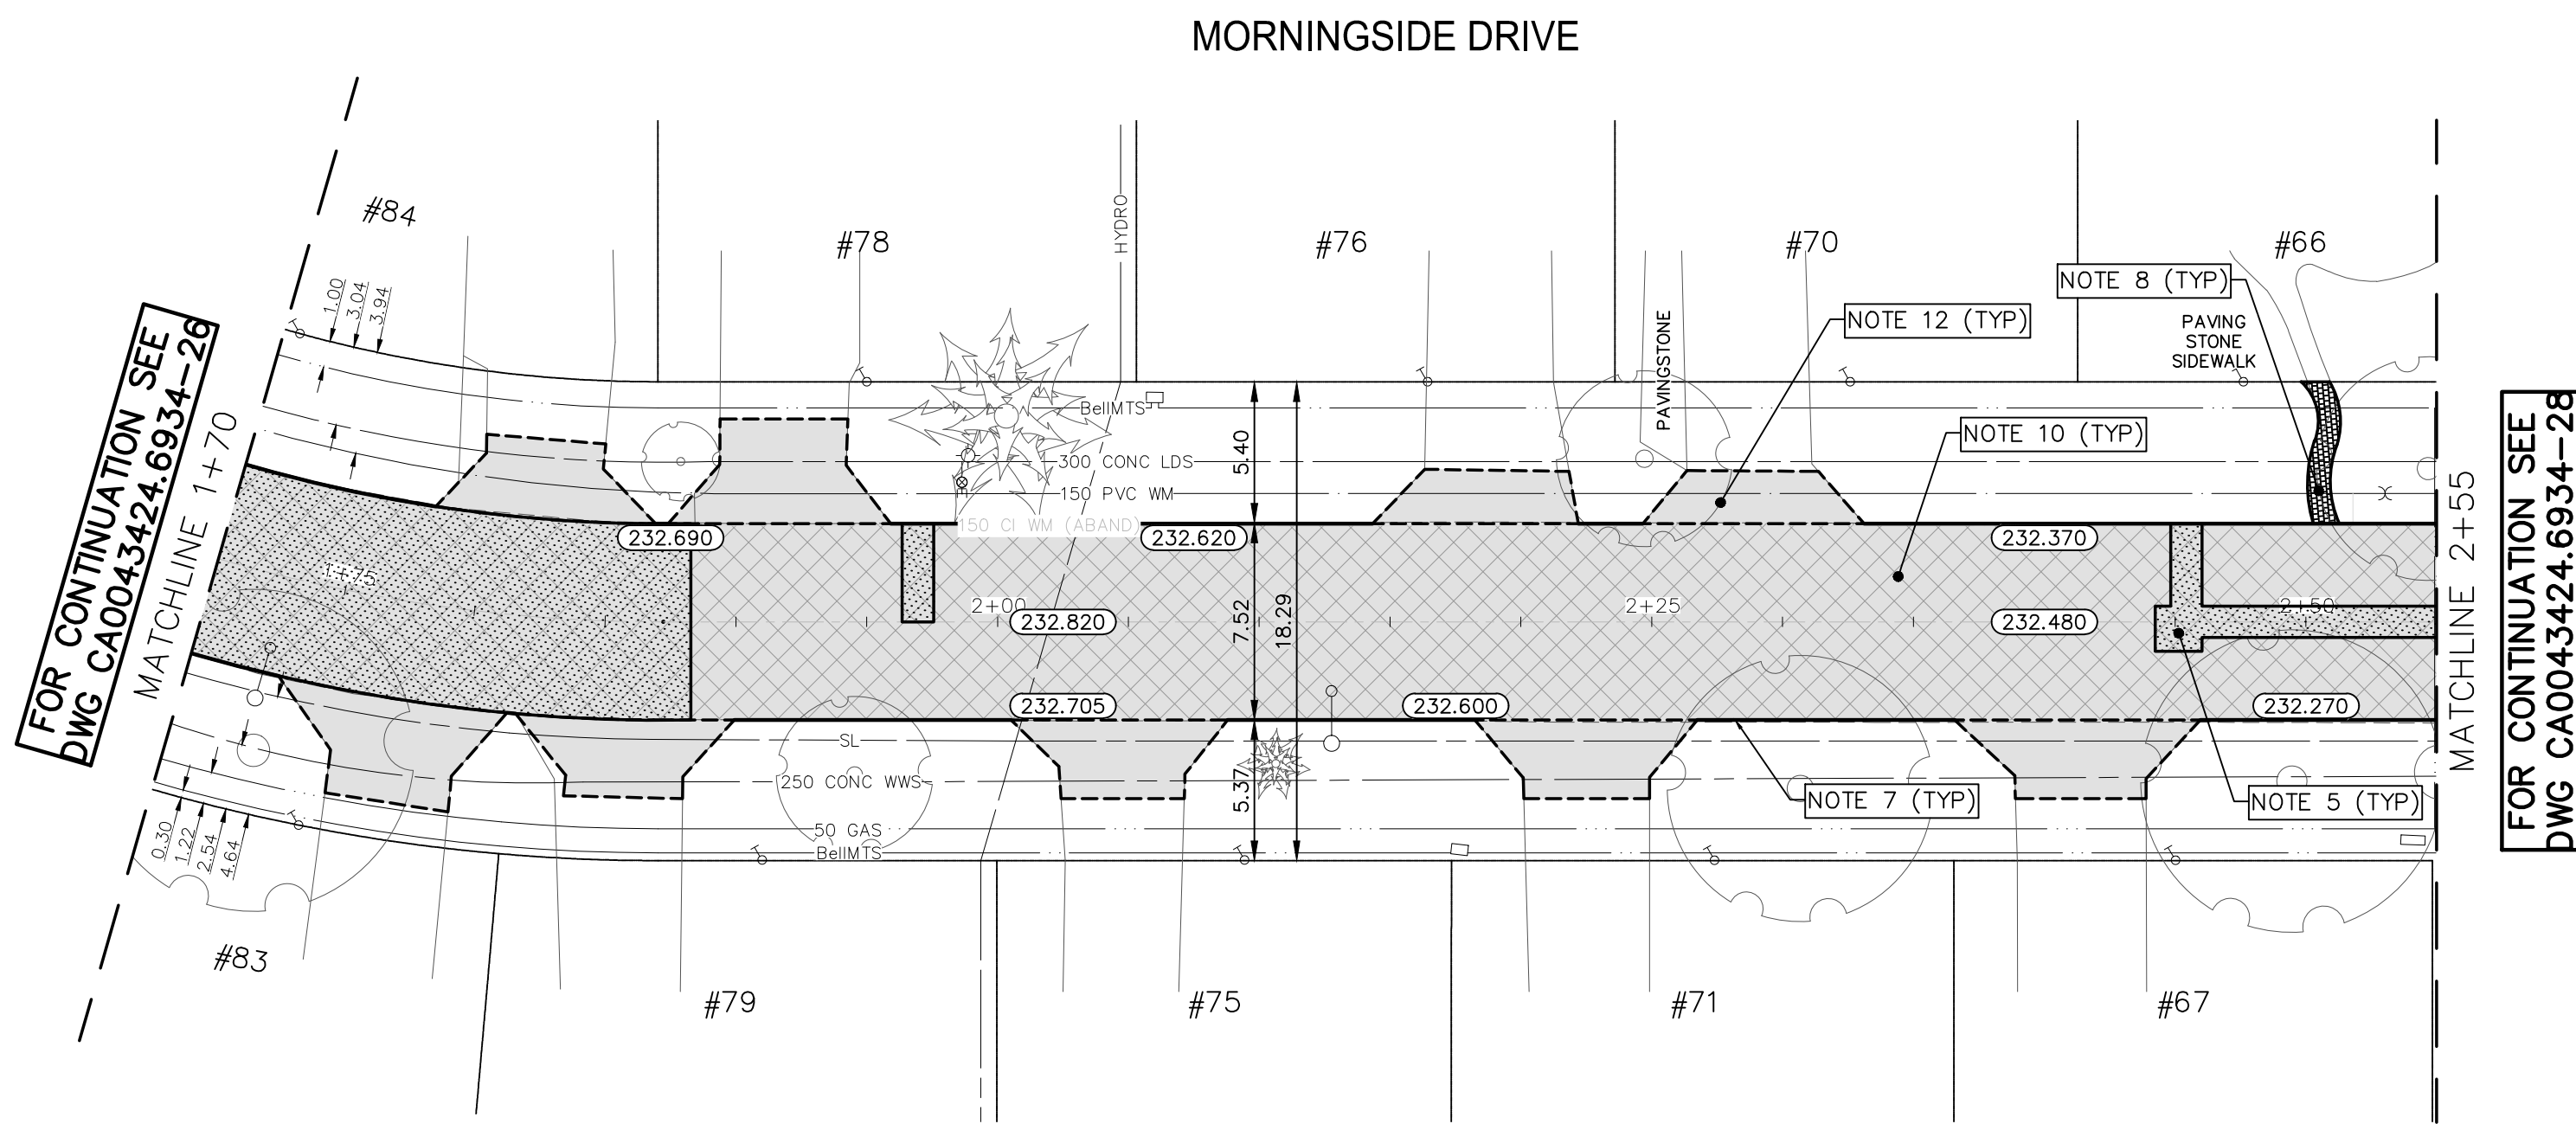 MORNINGSIDE DRIVE
FOR CONTINUATION SEE
DWG CA0043424.6934-26
MATCHLINE 1+70
#84
#78
HYDRO
#76
#70
#66
1.00
3.04
3.94
NOTE 8 (TYP)
NOTE 12 (TYP)
PAVINGSTONE
PAVING
STONE
SIDEWALK
NOTE 10 (TYP)
BellMTS
300 CONC LDS
150 PVC WM
150 CI WM (ABAND)
5.40
232.690
232.620
232.370
1+75
2+00
2+25
2+50
232.820
232.480
7.52
18.29
232.705
232.600
232.270
SL
250 CONC WWS
50 GAS
BellMTS
5.37
NOTE 7 (TYP)
NOTE 5 (TYP)
0.30
1.22
2.54
4.64
#83
#79
#75
#71
#67
MATCHLINE 2+55
FOR CONTINUATION SEE
DWG CA0043424.6934-28